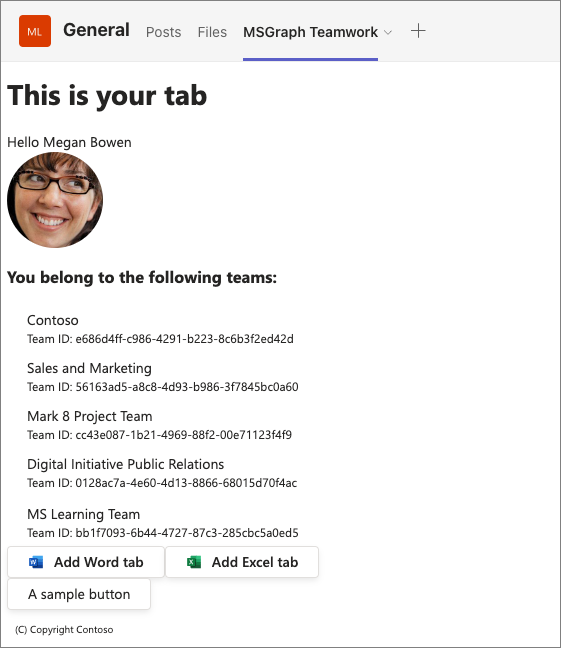 ML General Posts Files MSGraph Teamwork
This is your tab
Hello Megan Bowen
You belong to the following teams:
Contoso
Team ID: e686d4ff-c986-4291-b223-8c6b3f2ed42d
Sales and Marketing
Team ID: 56163ad5-a8c8-4d93-b986-3f7845bc0a60
Mark 8 Project Team
Team ID: cc43e087-1b21-4969-88f2-00e71123f4f9
Digital Initiative Public Relations
Team ID: 0128ac7a-4e60-4d13-8866-68015d70f4ac
MS Learning Team
Team ID: bb1f7093-6b44-4727-87c3-285cbc5a0ed5
Add Word tab Add Excel tab
A sample button
(C) Copyright Contoso